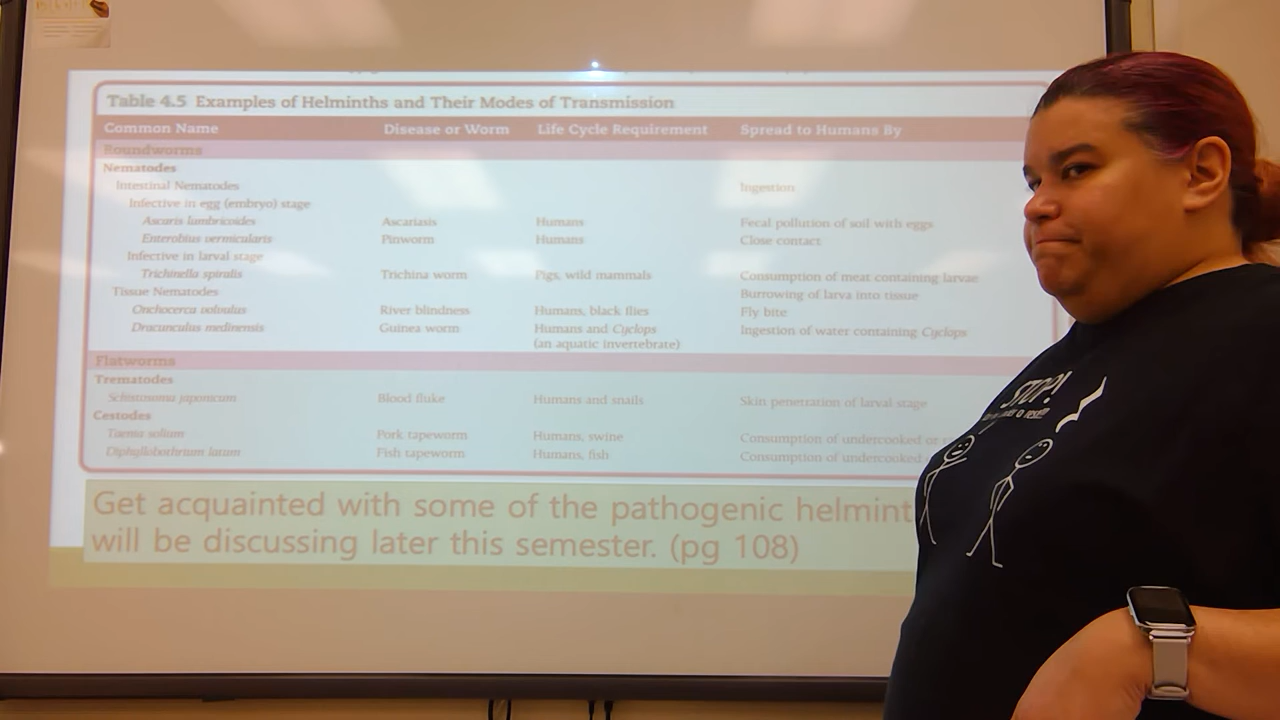 Table 4.5 Examples of Helminths and Their Modes of Transmission
Common Name Disease or Worm Life Cycle Requirement Spread to Humans By
Roundworms
Nematodes
Intestinal Nematodes Ingestion
Infective in egg (embryo) stage
Ascaris lumbricoides Ascariasis Humans Fecal pollution of soil with eggs
Enterobius vermicularis Pinworm Humans Close contact
Infective in larval stage
Trichinella spiralis Trichina worm Pigs, wild mammals Consumption of meat containing larvae
Tissue Nematodes Burrowing of larva into tissue
Onchocerca volvulus River blindness Humans, black flies Fly bite
Dracunculus medinensis Guinea worm Humans and Cyclops Ingestion of water containing Cyclops
(an aquatic invertebrate)
Flatworms
Trematodes
Schistosoma japonicum Blood fluke Humans and snails Skin penetration of larval stage
Cestodes
Taenia solium Pork tapeworm Humans, swine Consumption of undercooked or
Diphyllobothrium latum Fish tapeworm Humans, fish Consumption of undercooked
Get acquainted with some of the pathogenic helmint
will be discussing later this semester. (pg 108)
STOP!